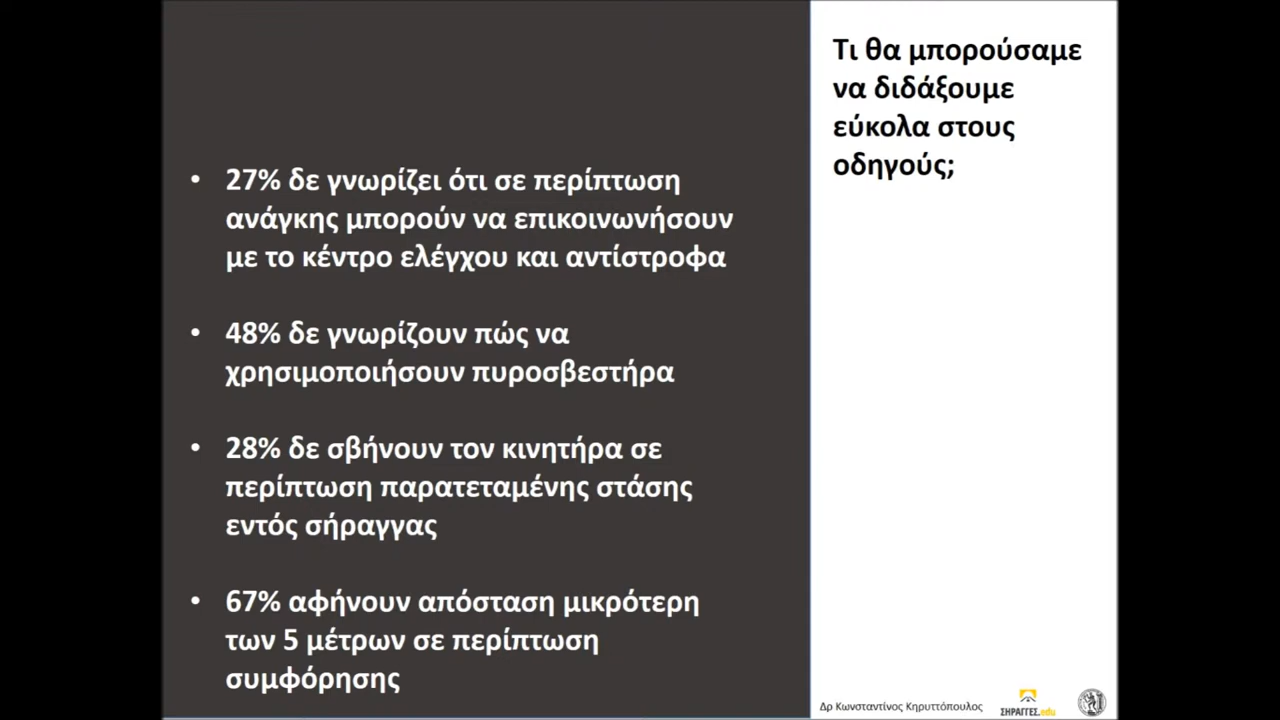 Τι θα μπορούσαμε
να διδάξουμε
εύκολα στους
οδηγούς;
• 27% δε γνωρίζει ότι σε περίπτωση
ανάγκης μπορούν να επικοινωνήσουν
με το κέντρο ελέγχου και αντίστροφα
• 48% δε γνωρίζουν πώς να
χρησιμοποιήσουν πυροσβεστήρα
• 28% δε σβήνουν τον κινητήρα σε
περίπτωση παρατεταμένης στάσης
εντός σήραγγας
• 67% αφήνουν απόσταση μικρότερη
των 5 μέτρων σε περίπτωση
συμφόρησης
Δρ Κωνσταντίνος Κηρυττόπουλος
ΣΗΡΑΓΓΕΣ.edu